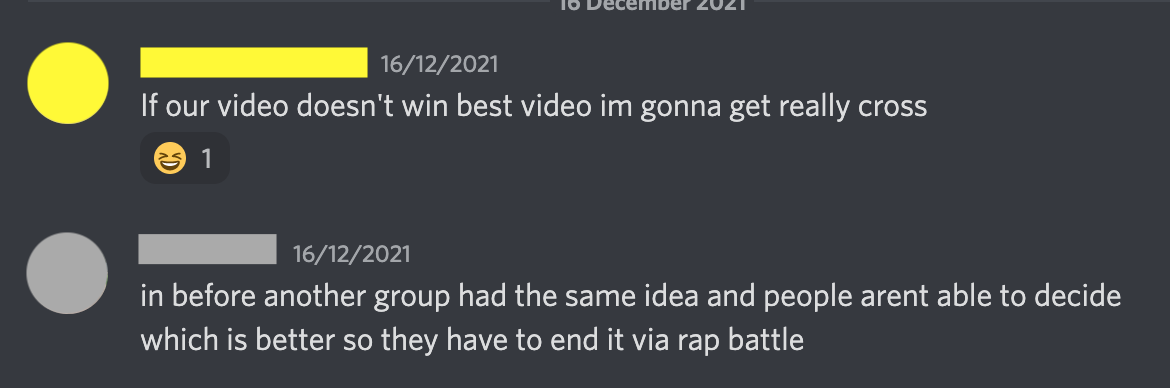 16 December 2021
16/12/2021
If our video doesn't win best video im gonna get really cross
1
16/12/2021
in before another group had the same idea and people arent able to decide
which is better so they have to end it via rap battle